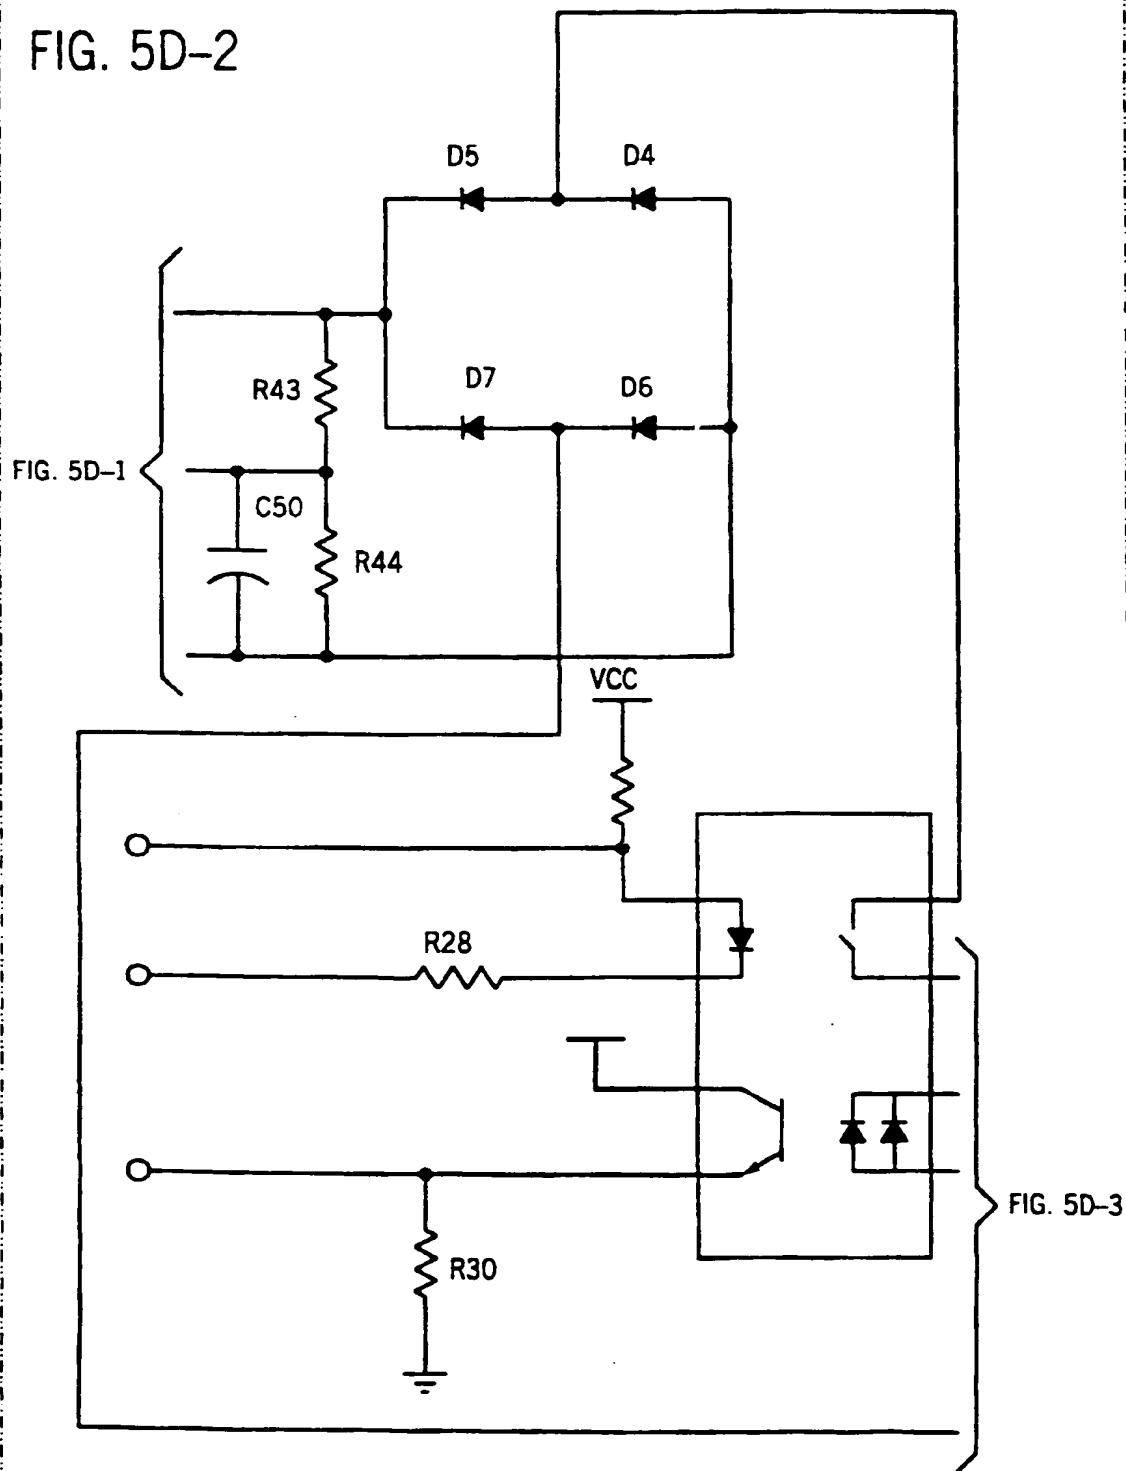 FIG. 5D-2
D5
D4
R43
D7
D6
FIG. 5D-1
C50
R44
VCC
R28
FIG. 5D-3
R30